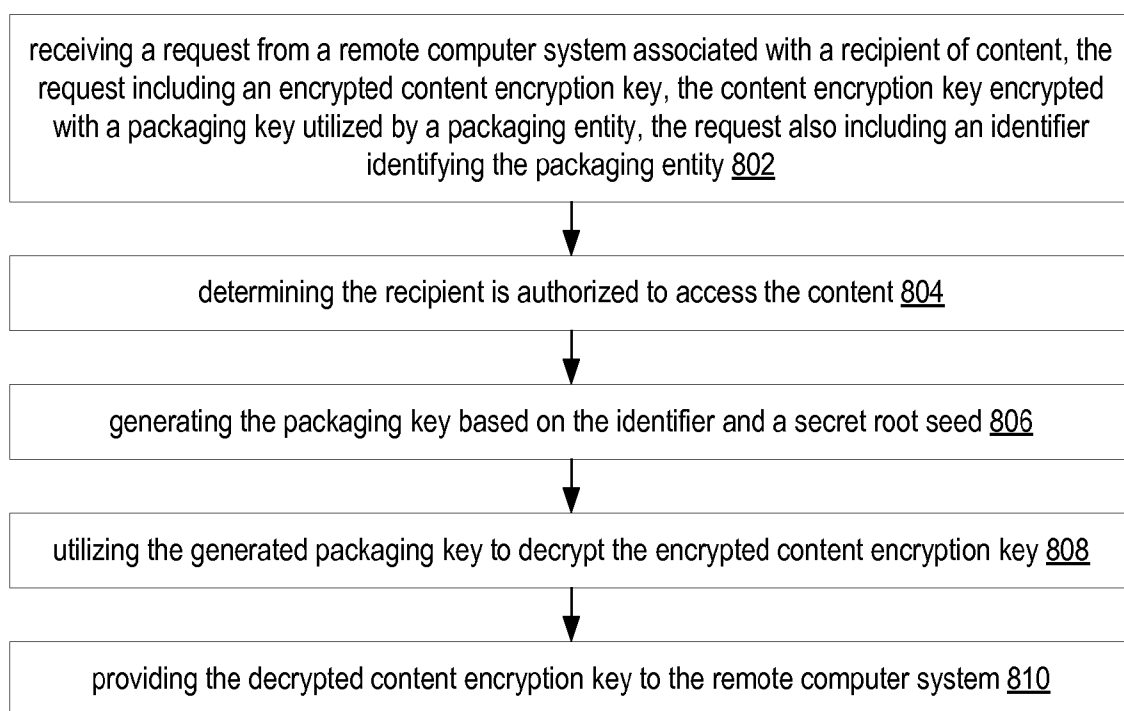 receiving a request from a remote computer system associated with a recipient of content, the
request including an encrypted content encryption key, the content encryption key encrypted
with a packaging key utilized by a packaging entity, the request also including an identifier
identifying the packaging entity 802
determining the recipient is authorized to access the content 804
generating the packaging key based on the identifier and a secret root seed 806
utilizing the generated packaging key to decrypt the encrypted content encryption key 808
providing the decrypted content encryption key to the remote computer system 810